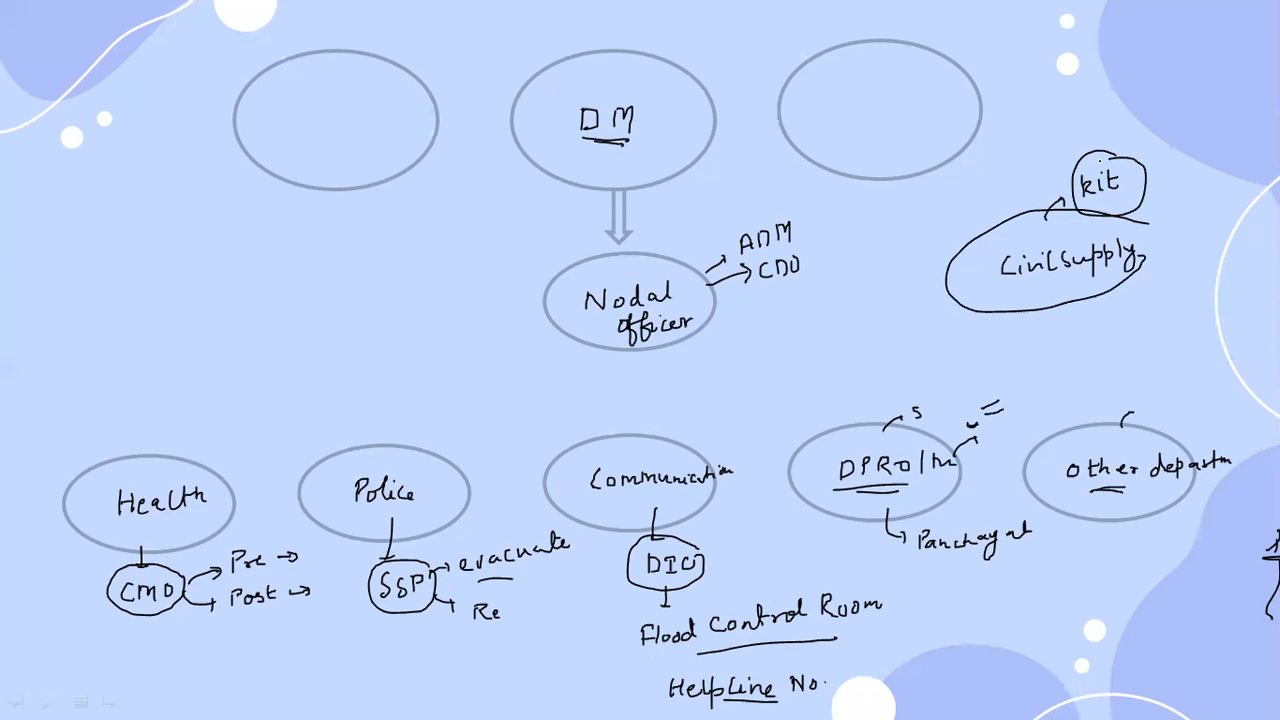 DM
kit
ADM
Civil supply
CDO
Nodal
officer
S
Communication
DPRO/
Other departm
Police
Health
Panchayat
evacuate
Pre
DIO
CMO
SSP
Post
Re
Flood Control Room
Helpline No.